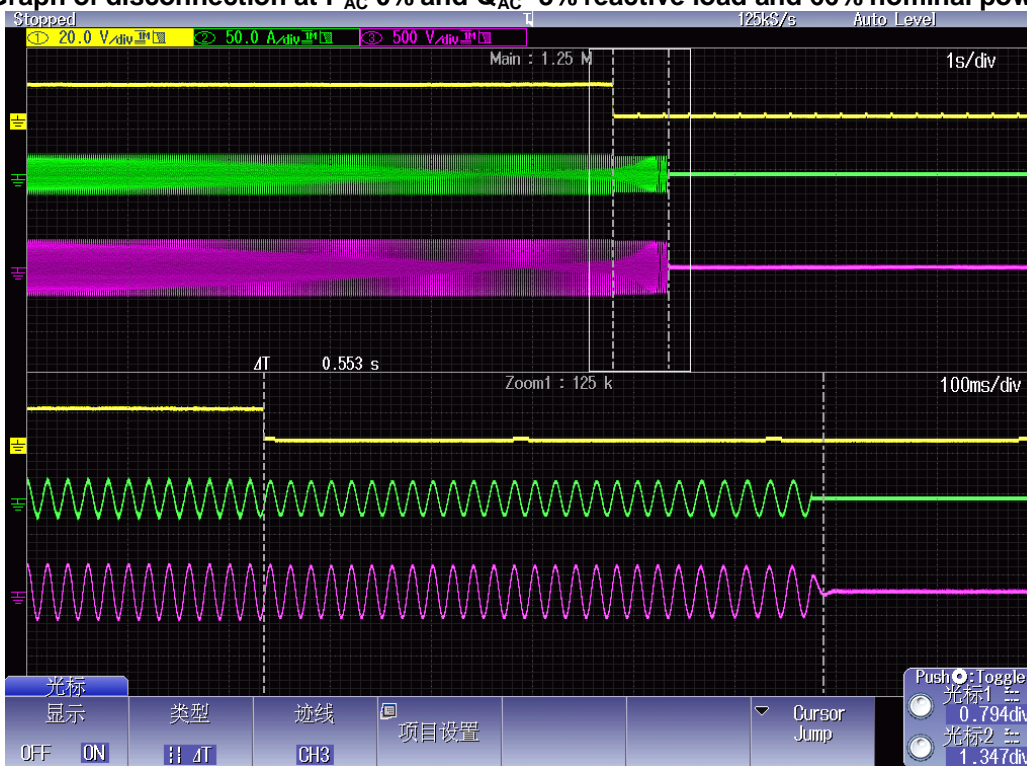 Graph of disconnection at PAC 0% and QAC 5% reactive load and 66% nominal pow
Stopped 125kS/s Auto Level
① 20.0 V/div ② 50.0 A/div ③ 500 V/div
Main : 1.25 M 1s/div
ΔT 0.553 s
Zoom1 : 125 k 100ms/div
光标
显示 类型 迹线 项目设置 Cursor Jump
OFF ON ΔT CH3
Push :Toggle
光标1
0.794div
光标2
1.347div